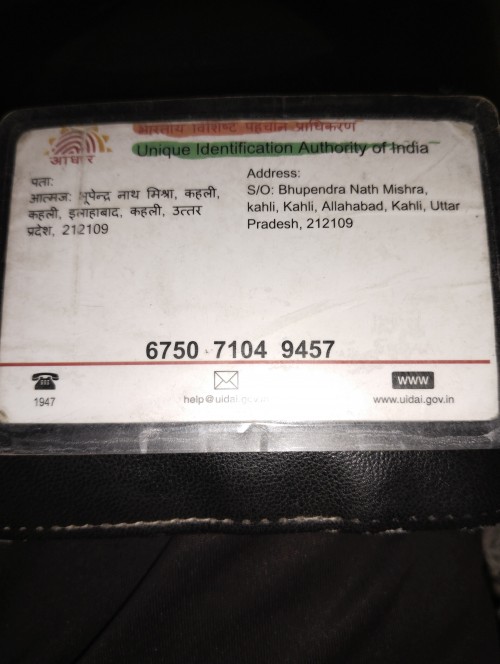 भारतीय विशिष्ट पहचान प्राधिकरण
Unique Identification Authority of India
आधार
पता:
आत्मज: भूपेन्द्र नाथ मिश्रा, कहली,
कहली, इलाहाबाद, कहली, उत्तर
प्रदेश, 212109
Address:
S/O: Bhupendra Nath Mishra,
kahli, Kahli, Allahabad, Kahli, Uttar
Pradesh, 212109
6750 7104 9457
1947
help@uidai.gov.in
WWW
www.uidai.gov.in